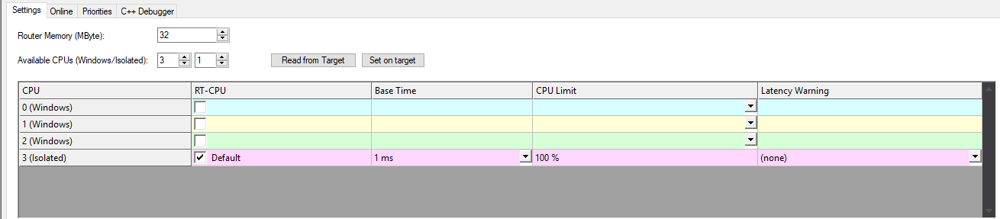 Settings Online Priorities C++ Debugger
Router Memory (MByte): 32
Available CPUs (Windows/Isolated): 3 1 Read from Target Set on target
CPU RT-CPU Base Time CPU Limit Latency Warning
0 (Windows)
1 (Windows)
2 (Windows)
3 (Isolated) Default 1 ms 100 % (none)